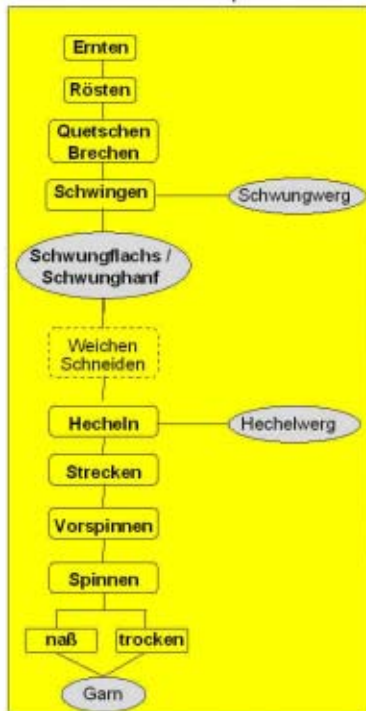 Ernten
Rösten
Quetschen
Brechen
Schwingen
Schwungwerg
Schwungflachs /
Schwunghanf
Weichen
Schneiden
Hecheln
Hechelwerg
Strecken
Vorspinnen
Spinnen
naß
trocken
Garn